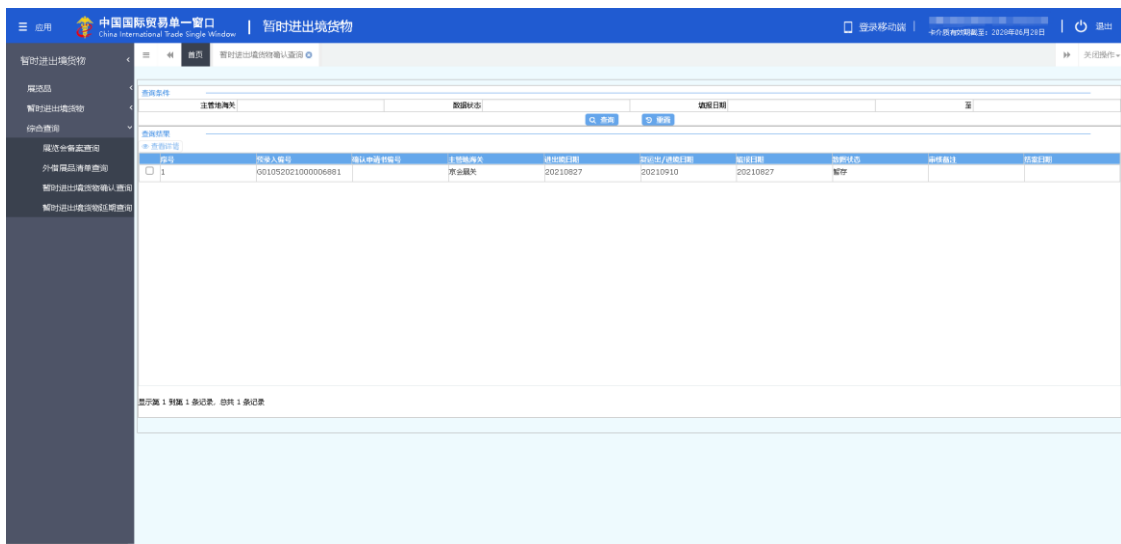 应用
中国国际贸易单一窗口
China International Trade Single Window
暂时进出境货物
登录移动端
卡介质有效期截至：2028年06月28日
退出
暂时进出境货物
首页
暂时进出境货物确认查询
关闭操作
展览品
暂时进出境货物
综合查询
展览会备案查询
外借展品清单查询
暂时进出境货物确认查询
暂时进出境货物延期查询
查询条件
主管地海关
数据状态
填报日期
至
查询
重置
查询结果
查询详情
序号 预录入编号 确认申请书编号 主管地海关 进出境日期 复运出/进境日期 填报日期 数据状态 审核备注 结案日期
1 G01052021000006881 京会展关 20210827 20210910 20210827 暂存
显示第 1 到第 1 条记录，总共 1 条记录